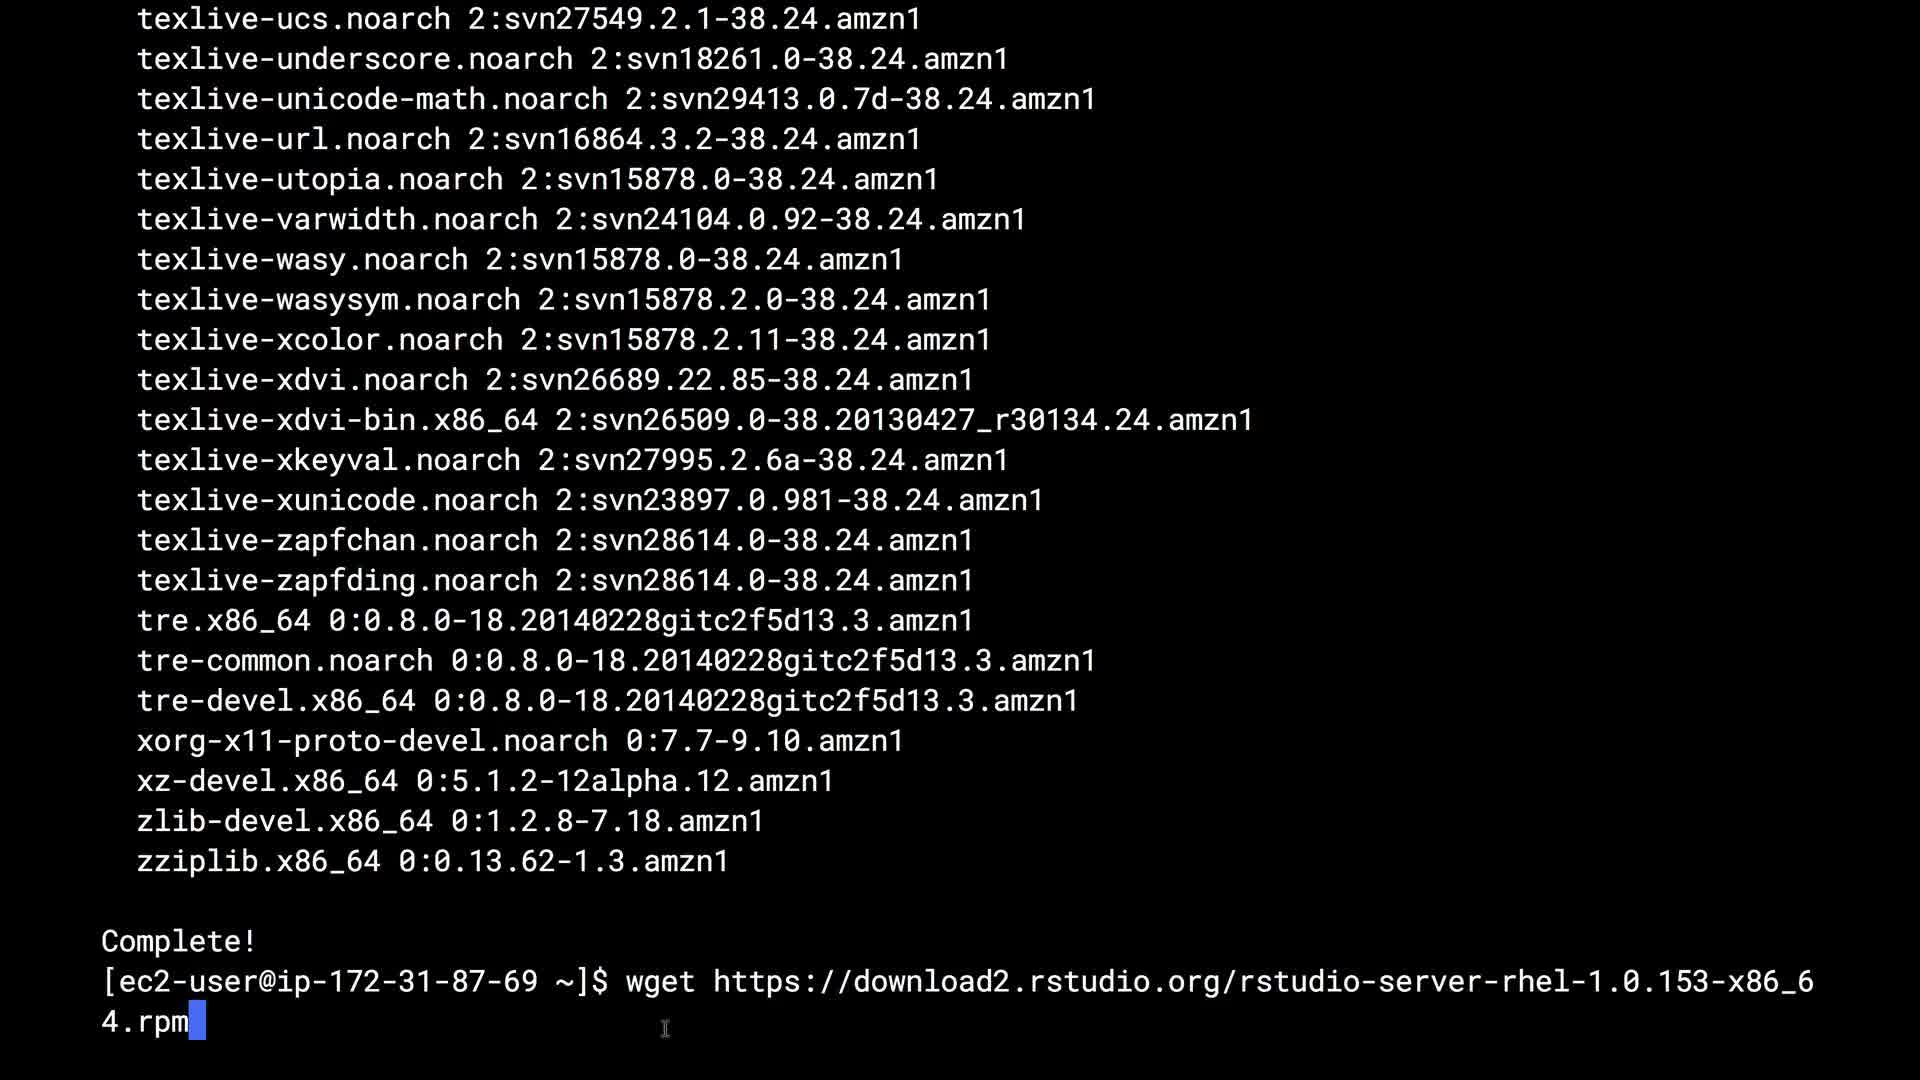 texlive-ucs.noarch 2:svn27549.2.1-38.24.amzn1
texlive-underscore.noarch 2:svn18261.0-38.24.amzn1
texlive-unicode-math.noarch 2:svn29413.0.7d-38.24.amzn1
texlive-url.noarch 2:svn16864.3.2-38.24.amzn1
texlive-utopia.noarch 2:svn15878.0-38.24.amzn1
texlive-varwidth.noarch 2:svn24104.0.92-38.24.amzn1
texlive-wasy.noarch 2:svn15878.0-38.24.amzn1
texlive-wasysym.noarch 2:svn15878.2.0-38.24.amzn1
texlive-xcolor.noarch 2:svn15878.2.11-38.24.amzn1
texlive-xdvi.noarch 2:svn26689.22.85-38.24.amzn1
texlive-xdvi-bin.x86_64 2:svn26509.0-38.20130427_r30134.24.amzn1
texlive-xkeyval.noarch 2:svn27995.2.6a-38.24.amzn1
texlive-xunicode.noarch 2:svn23897.0.981-38.24.amzn1
texlive-zapfchan.noarch 2:svn28614.0-38.24.amzn1
texlive-zapfding.noarch 2:svn28614.0-38.24.amzn1
tre.x86_64 0:0.8.0-18.20140228gitc2f5d13.3.amzn1
tre-common.noarch 0:0.8.0-18.20140228gitc2f5d13.3.amzn1
tre-devel.x86_64 0:0.8.0-18.20140228gitc2f5d13.3.amzn1
xorg-x11-proto-devel.noarch 0:7.7-9.10.amzn1
xz-devel.x86_64 0:5.1.2-12alpha.12.amzn1
zlib-devel.x86_64 0:1.2.8-7.18.amzn1
zziplib.x86_64 0:0.13.62-1.3.amzn1
Complete!
[ec2-user@ip-172-31-87-69 ~]$ wget https://download2.rstudio.org/rstudio-server-rhel-1.0.153-x86_6
4.rpm